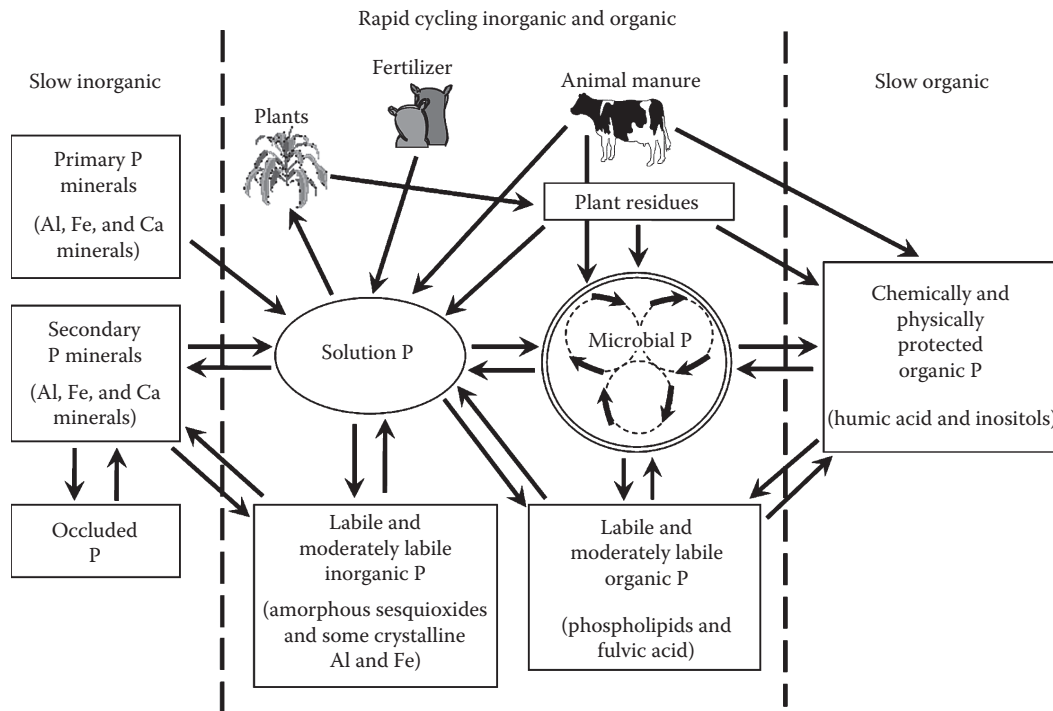 Rapid cycling inorganic and organic
Slow inorganic
Fertilizer
Animal manure
Slow organic
Plants
Primary P
minerals
(Al, Fe, and Ca
minerals)
Plant residues
Secondary
P minerals
(Al, Fe, and Ca
minerals)
Solution P
Microbial P
Chemically and
physically
protected
organic P
(humic acid and inositols)
Occluded
P
Labile and
moderately labile
inorganic P
(amorphous sesquioxides
and some crystalline
Al and Fe)
Labile and
moderately labile
organic P
(phospholipids and
fulvic acid)